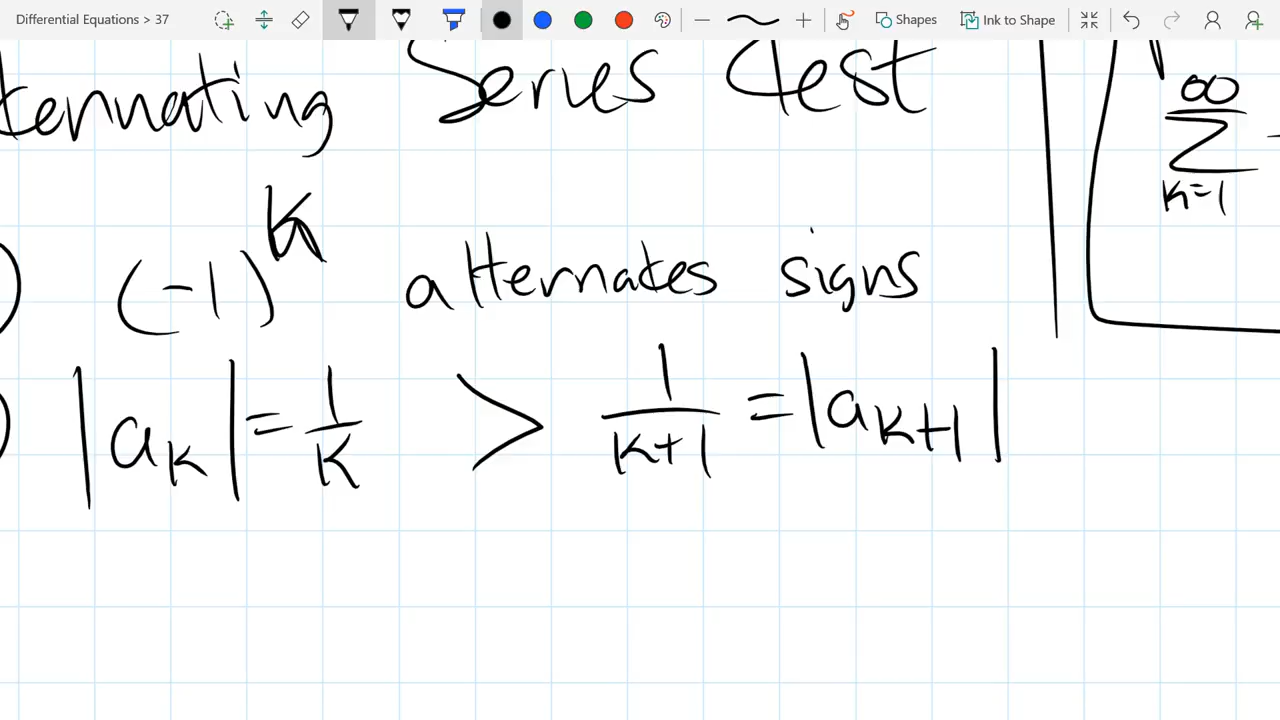 Differential Equations > 37
Shapes
Ink to Shape
ternating Series test
∞
∑
k=1
(-1)^k alternates signs
|a_k| = 1/k > 1/(k+1) = |a_{k+1}|